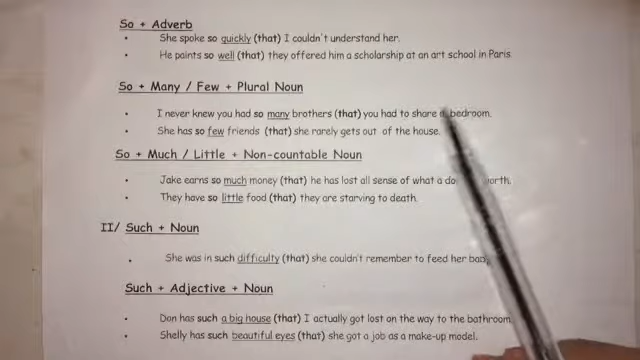 So + Adverb
• She spoke so quickly (that) I couldn't understand her.
• He paints so well (that) they offered him a scholarship at an art school in Paris
So + Many / Few + Plural Noun
• I never knew you had so many brothers (that) you had to share bedroom.
• She has so few friends (that) she rarely gets out of the house.
So + Much / Little + Non-countable Noun
• Jake earns so much money (that) he has lost all sense of what a
• They have so little food (that) they are starving to death.
II/ Such + Noun
• She was in such difficulty (that) she couldn't remember to feed her
Such + Adjective + Noun
• Dan has such a big house (that) I actually got lost on the way to the bathroom
• Shelly has such beautiful eyes (that) she got a job as a make-up model.